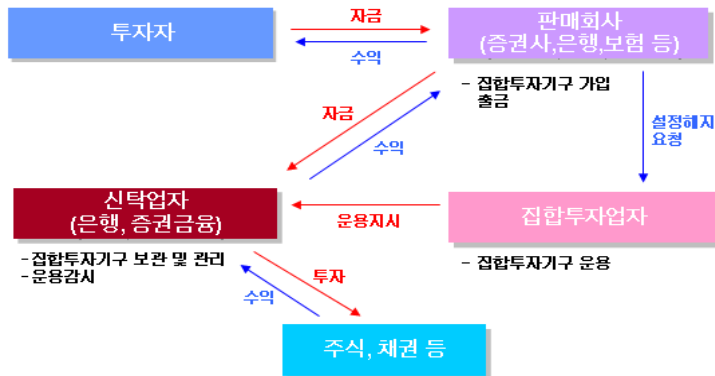 투자자
자금
수익
판매회사
(증권사,은행,보험 등)
- 집합투자기구 가입
출금
자금
수익
설정해지
요청
신탁업자
(은행, 증권금융)
운용지시
집합투자업자
-집합투자기구 보관 및 관리
-운용감시
- 집합투자기구 운용
투자
수익
주식, 채권 등